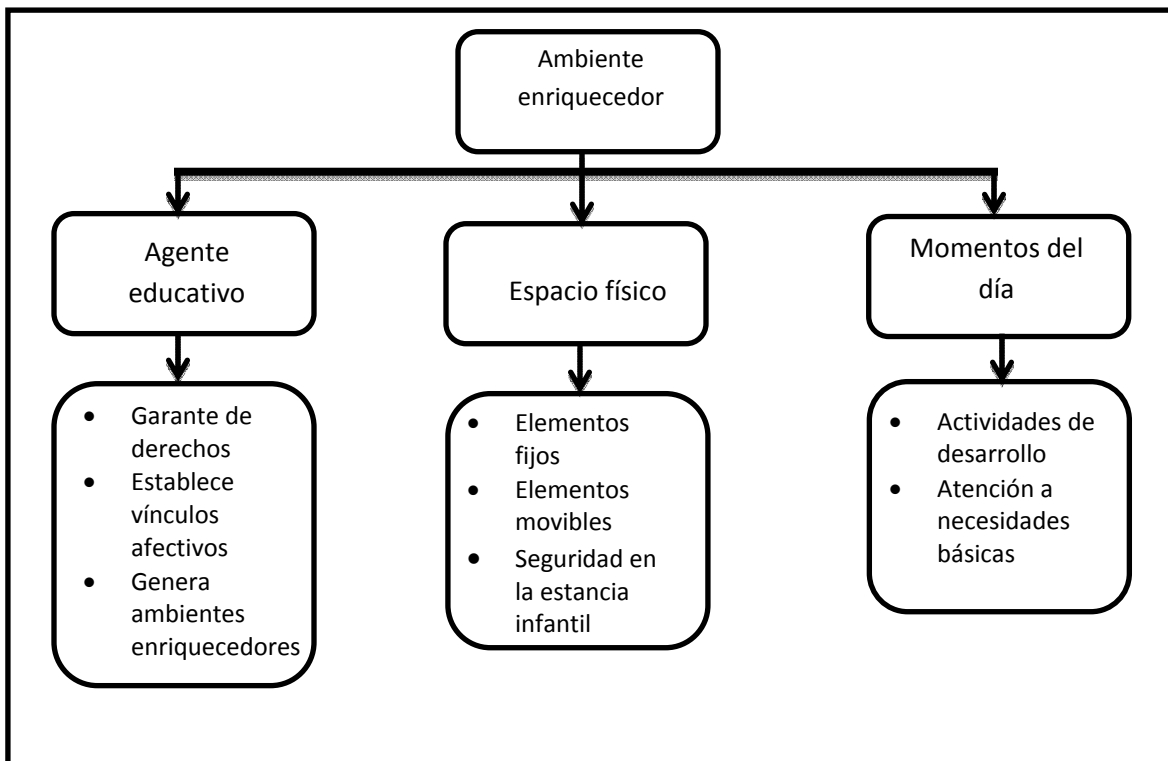 Ambiente
enriquecedor
Agente
educativo
Espacio físico
Momentos del
día
• Garante de
derechos
• Establece
vínculos
afectivos
• Genera
ambientes
enriquecedores
• Elementos
fijos
• Elementos
movibles
• Seguridad en
la estancia
infantil
• Actividades de
desarrollo
• Atención a
necesidades
básicas